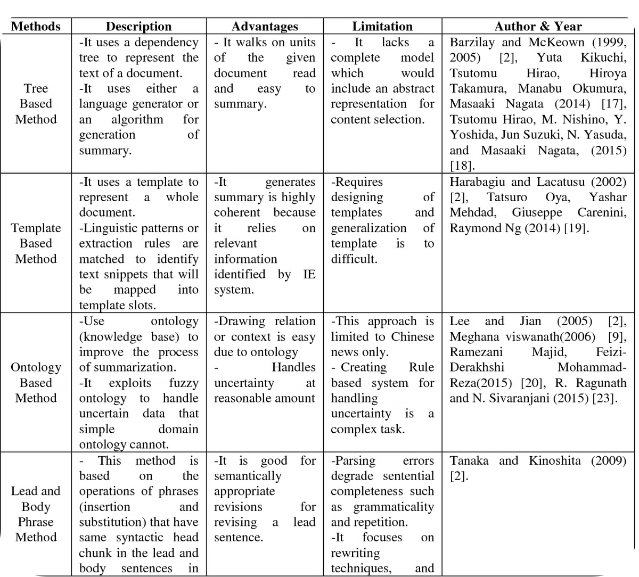 Methods Description Advantages Limitation Author & Year
Tree
Based
Method
-It uses a dependency
tree to represent the
text of a document.
-It uses either a
language generator or
an algorithm for
generation of
summary.
- It walks on units
of the given
document read
and easy to
summary.
- It lacks a
complete model
which would
include an abstract
representation for
content selection.
Barzilay and McKeown (1999,
2005) [2], Yuta Kikuchi,
Tsutomu Hirao, Hiroya
Takamura, Manabu Okumura,
Masaaki Nagata (2014) [17],
Tsutomu Hirao, M. Nishino, Y.
Yoshida, Jun Suzuki, N. Yasuda,
and Masaaki Nagata, (2015)
[18].
Template
Based
Method
-It uses a template to
represent a whole
document.
-Linguistic patterns or
extraction rules are
matched to identify
text snippets that will
be mapped into
template slots.
-It generates
summary is highly
coherent because
it relies on
relevant
information
identified by IE
system.
-Requires
designing of
templates and
generalization of
template is to
difficult.
Harabagiu and Lacatusu (2002)
[2], Tatsuro Oya, Yashar
Mehdad, Giuseppe Carenini,
Raymond Ng (2014) [19].
Ontology
Based
Method
-Use ontology
(knowledge base) to
improve the process
of summarization.
-It exploits fuzzy
ontology to handle
uncertain data that
simple domain
ontology cannot.
-Drawing relation
or context is easy
due to ontology
- Handles
uncertainty at
reasonable amount
-This approach is
limited to Chinese
news only.
- Creating Rule
based system for
handling
uncertainty is a
complex task.
Lee and Jian (2005) [2],
Meghana viswanath(2006) [9],
Ramezani Majid, Feizi-
Derakhshi Mohammad-
Reza(2015) [20], R. Ragunath
and N. Sivaranjani (2015) [23].
Lead and
Body
Phrase
Method
- This method is
based on the
operations of phrases
(insertion and
substitution) that have
same syntactic head
chunk in the lead and
body sentences in
-It is good for
semantically
appropriate
revisions for
revising a lead
sentence.
-Parsing errors
degrade sentential
completeness such
as grammaticality
and repetition.
-It focuses on
rewriting
techniques, and
Tanaka and Kinoshita (2009)
[2].